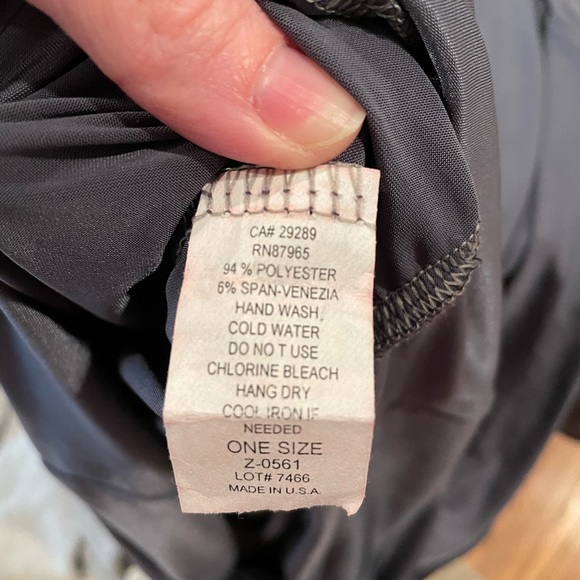 CA# 29289
RN87965
94 % POLYESTER
6% SPAN-VENEZIA
HAND WASH
COLD WATER
DO NOT USE
CHLORINE BLEACH
HANG DRY
COOL IRON IF
NEEDED
ONE SIZE
Z-0561
LOT# 7466
MADE IN U.S.A.